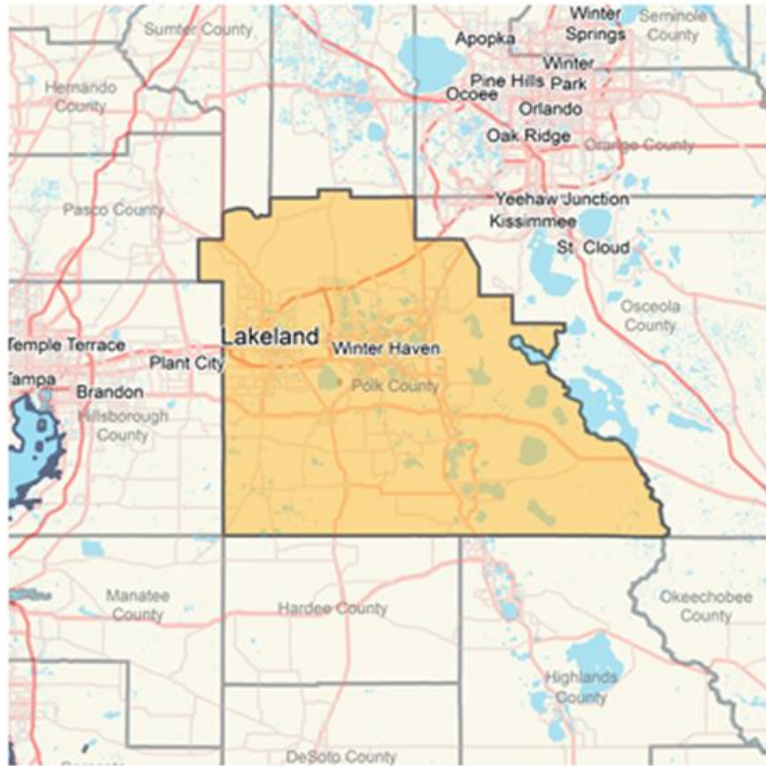 Winter
Springs
Seminole
County
Sumter County
Apopka
Winter
Hernando
County
Pine Hills
Park
Ocoee
Orlando
Oak Ridge
Orange County
Yeehaw Junction
Pasco County
Kissimmee
St. Cloud
Osceola
County
Lakeland
Temple Terrace
Winter Haven
Plant City
Tampa
Polk County
Brandon
Hillsborough
County
Manatee
County
Hardee County
Okeechobee
County
Highlands
County
DeSoto County